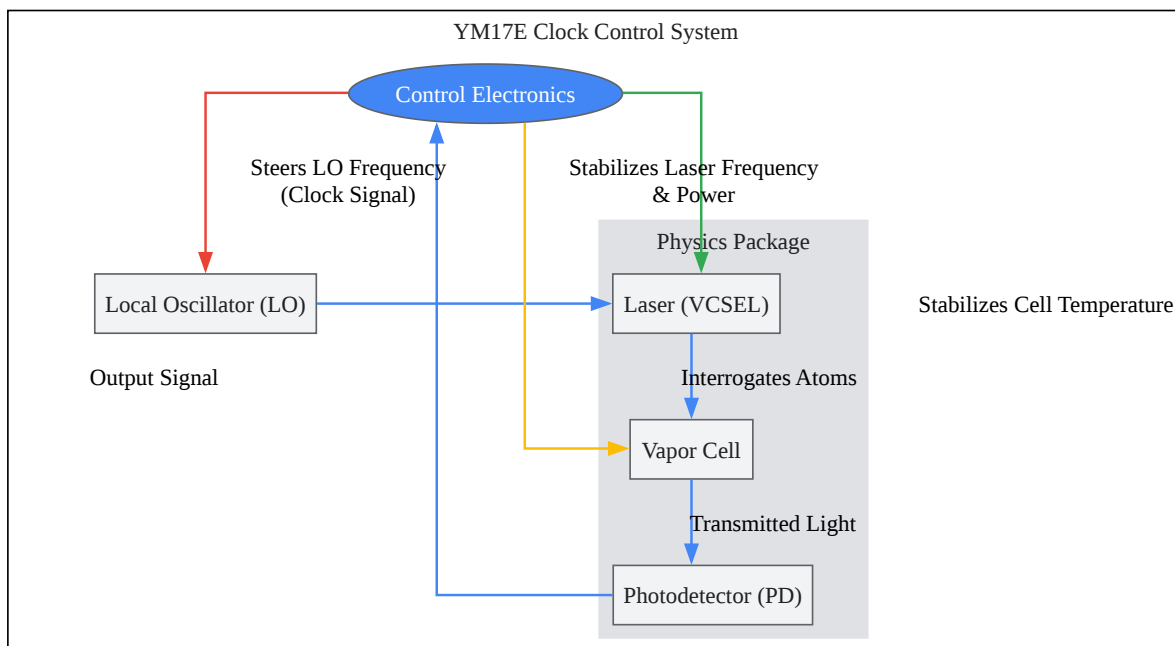 YM17E Clock Control System
Control Electronics
Steers LO Frequency
(Clock Signal)
Stabilizes Laser Frequency
& Power
Physics Package
Local Oscillator (LO)
Laser (VCSEL)
Stabilizes Cell Temperature
Output Signal
Interrogates Atoms
Vapor Cell
Transmitted Light
Photodetector (PD)